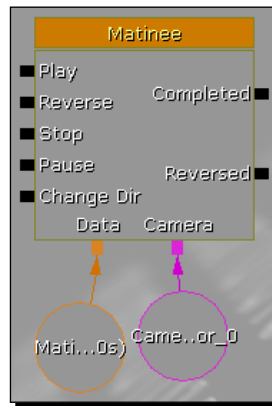 Matinee
Play
Reverse
Stop
Pause
Change Dir
Completed
Reversed
Data Camera
Mati...0s)
Came..or_0